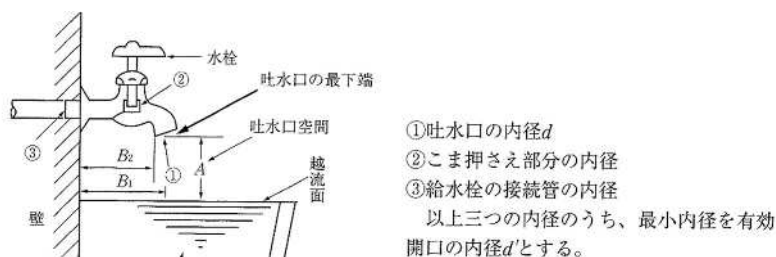 水栓
②
吐水口の最下端
吐水口空間
③
B₂
①
A
越流面
B₁
壁
①吐水口の内径d
②こま押さえ部分の内径
③給水栓の接続管の内径
以上三つの内径のうち、最小内径を有効
開口の内径d′とする。